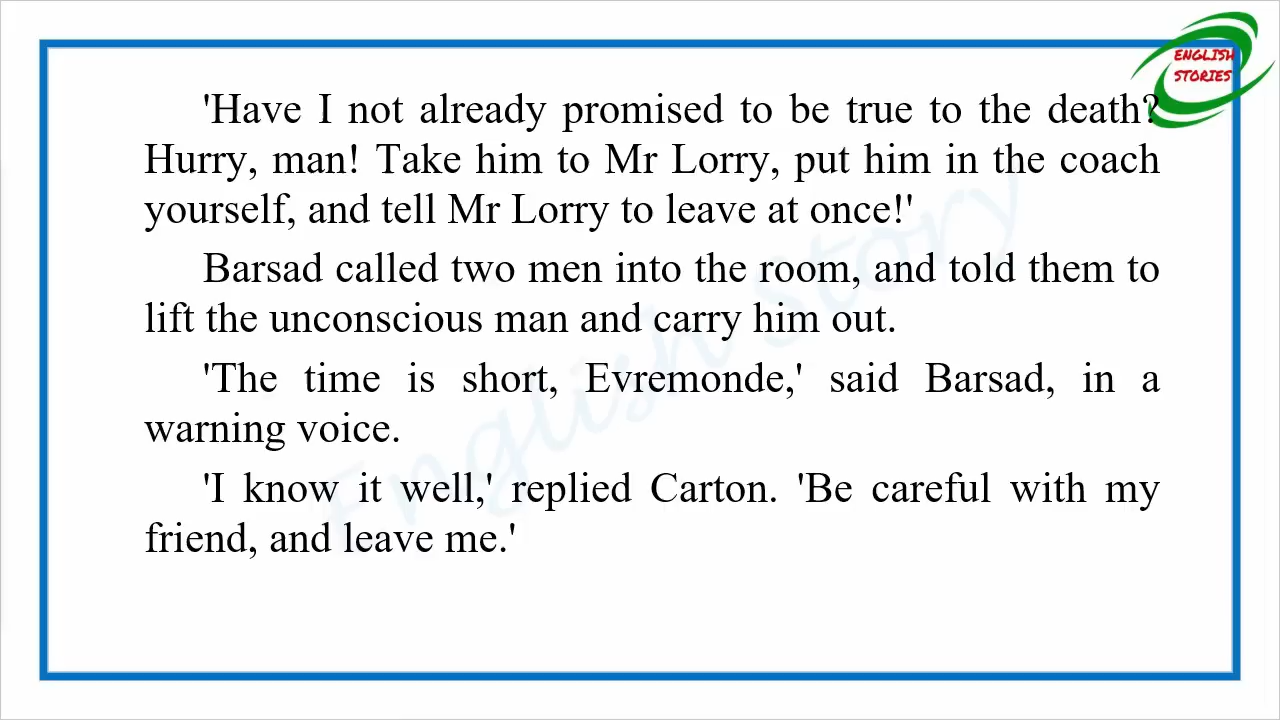 ENGLISH
STORIES
'Have I not already promised to be true to the death?
Hurry, man! Take him to Mr Lorry, put him in the coach
yourself, and tell Mr Lorry to leave at once!'
Barsad called two men into the room, and told them to
lift the unconscious man and carry him out.
'The time is short, Evremonde,' said Barsad, in a
warning voice.
'I know it well,' replied Carton. 'Be careful with my
friend, and leave me.'
English Story